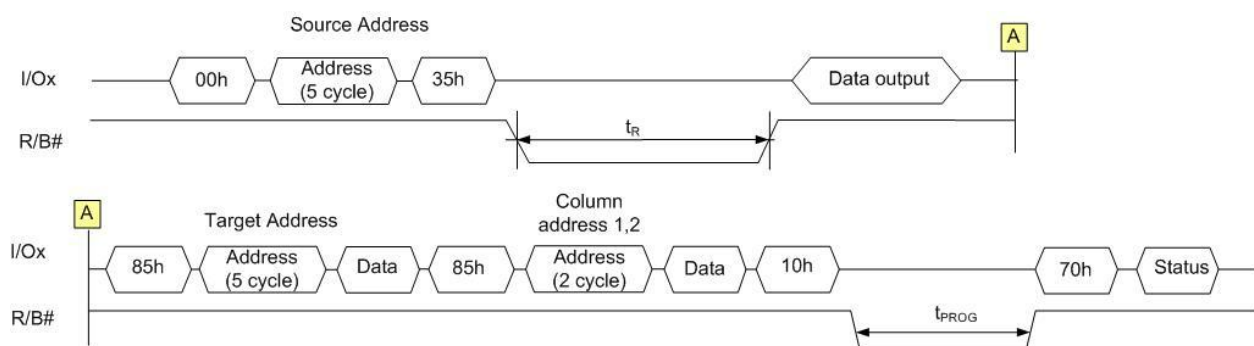 Source Address
A
I/Ox
00h
Address
(5 cycle)
35h
Data output
R/B#
tR
A
Target Address
Column
address 1,2
I/Ox
85h
Address
(5 cycle)
Data
85h
Address
(2 cycle)
Data
10h
70h
Status
R/B#
tPROG